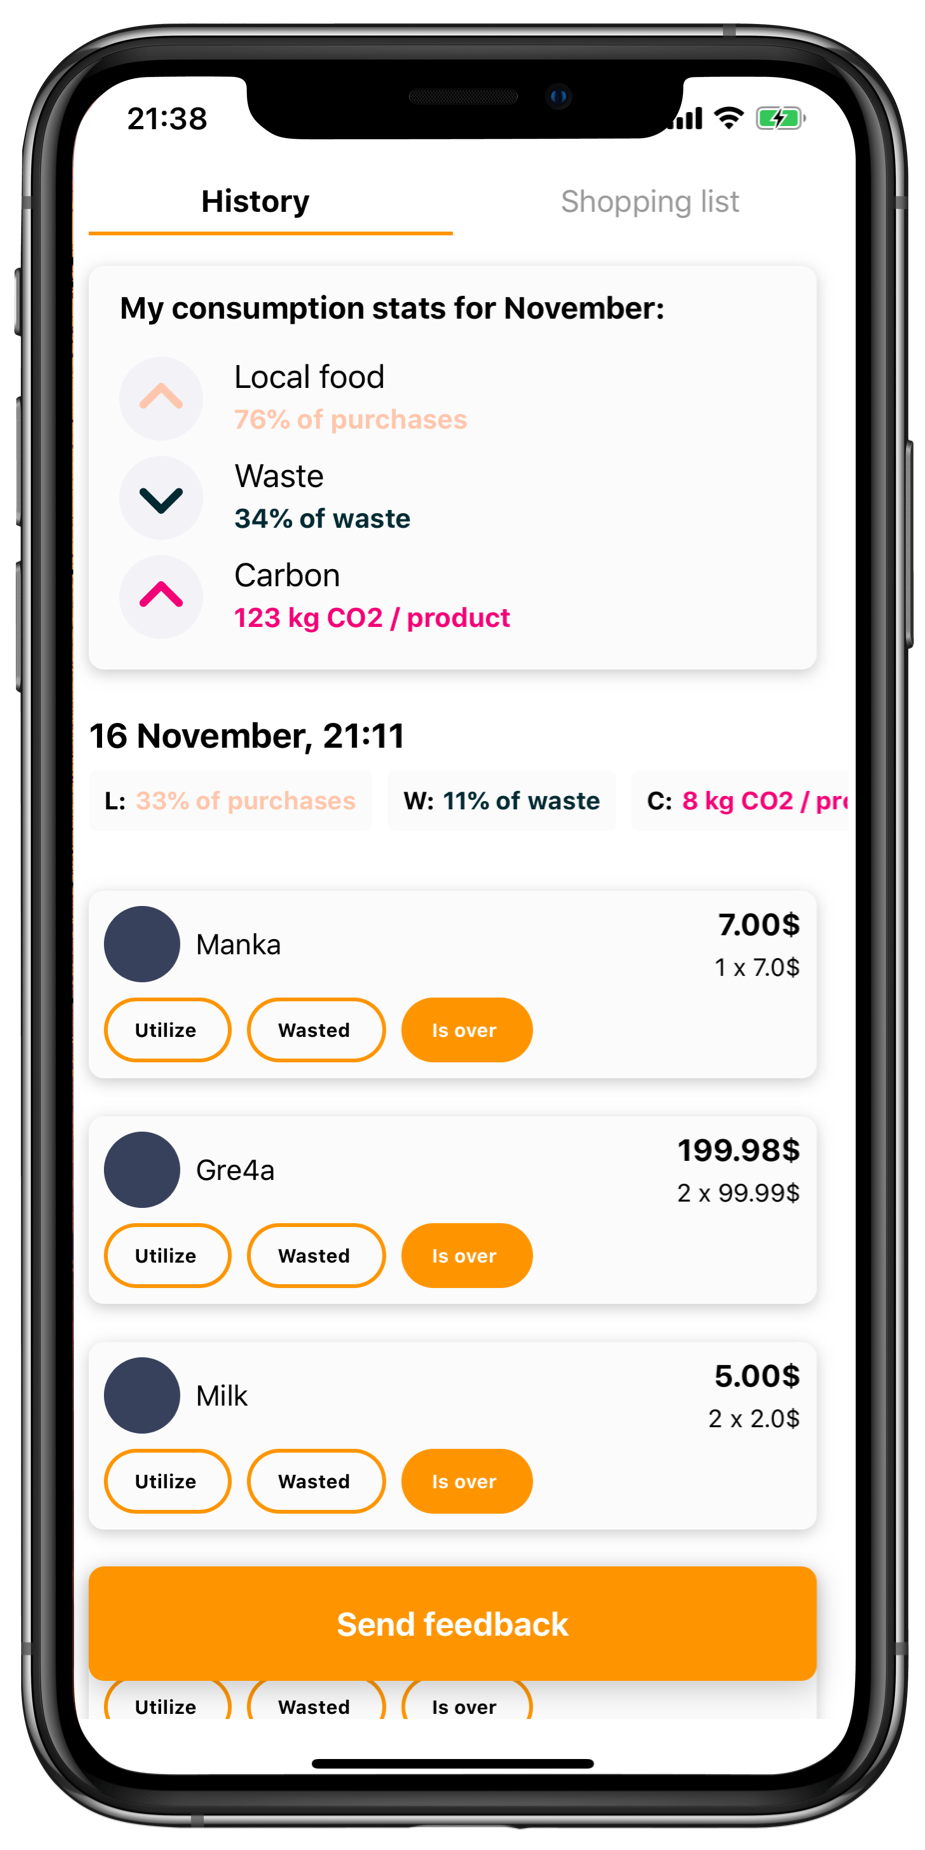 21:38
History
Shopping list
My consumption stats for November:
Local food
76% of purchases
Waste
34% of waste
Carbon
123 kg CO2 / product
16 November, 21:11
L: 33% of purchases
W: 11% of waste
C: 8 kg CO2 /
Manka
7.00$
1 x 7.0$
Utilize
Wasted
Is over
Gre4a
199.98$
2 x 99.99$
Utilize
Wasted
Is over
Milk
5.00$
2 x 2.0$
Utilize
Wasted
Is over
Send feedback
Utilize
Wasted
Is over